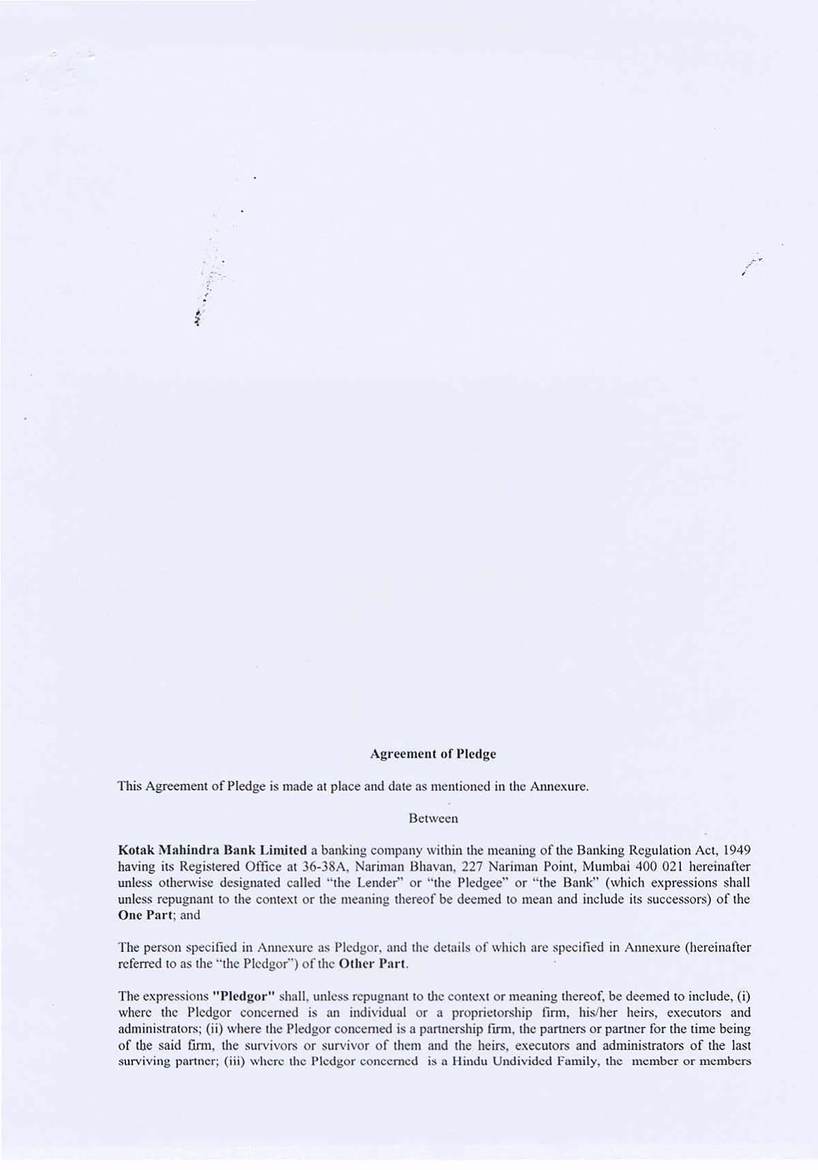 Agreement of Pledge
This Agreement of Pledge is made at place and date as mentioned in the Annexure.
Between
Kotak Mahindra Bank Limited a banking company within the meaning of the Banking Regulation Act, 1949
having its Registered Office at 36-38A, Nariman Bhavan, 227 Nariman Point, Mumbai 400 021 hereinafter
unless otherwise designated called “the Lender” or “the Pledgee” or “the Bank” (which expressions shall
unless repugnant to the context or the meaning thereof be deemed to mean and include its successors) of the
One Part; and
The person specified in Annexure as Pledgor, and the details of which are specified in Annexure (hereinafter
referred to as the “the Pledgor”) of the Other Part.
The expressions "Pledgor" shall, unless repugnant to the context or meaning thereof, be deemed to include, (i)
where the Pledgor concerned is an individual or a proprietorship firm, his/her heirs, executors and
administrators; (ii) where the Pledgor concerned is a partnership firm, the partners or partner for the time being
of the said firm, the survivors or survivor of them and the heirs, executors and administrators of the last
surviving partner; (iii) where the Pledgor concerned is a Hindu Undivided Family, the member or members